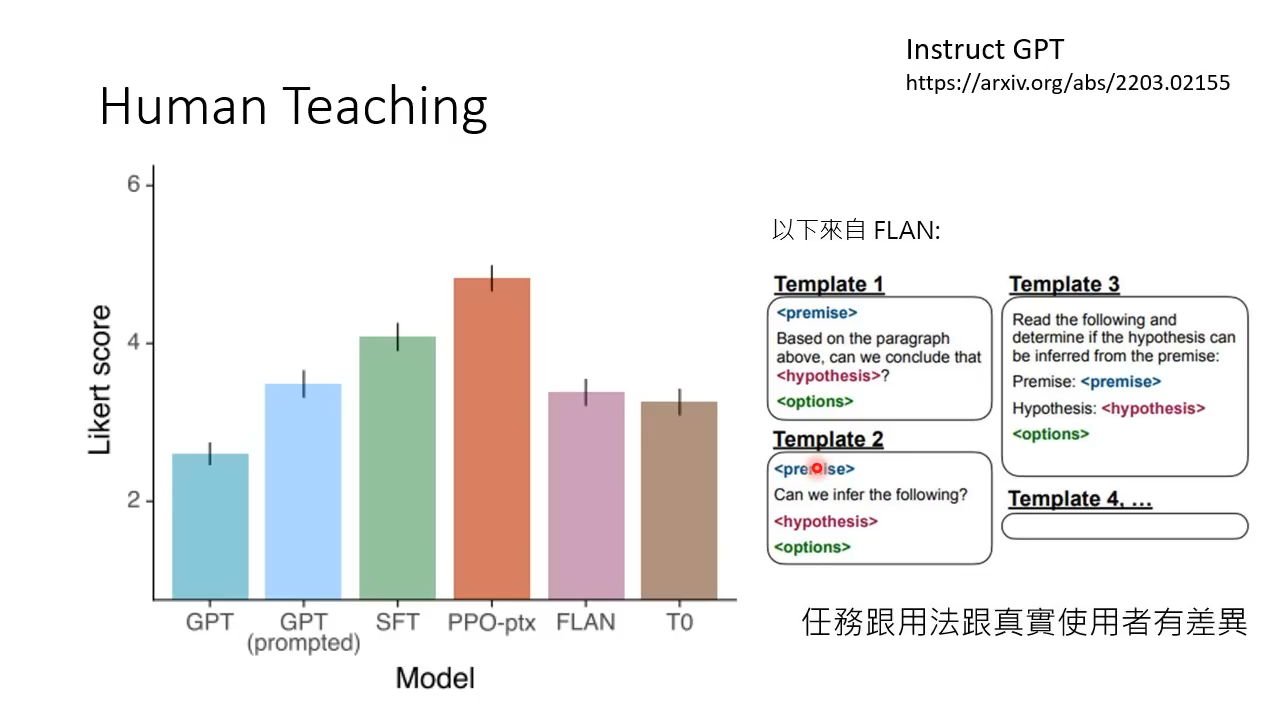 Instruct GPT
https://arxiv.org/abs/2203.02155
Human Teaching
6
4
2
Likert score
GPT
GPT
(prompted)
SFT
PPO-ptx
FLAN
T0
Model
以下來自 FLAN:
Template 1
<premise>
Based on the paragraph
above, can we conclude that
<hypothesis>?
<options>
Template 2
<premise>
Can we infer the following?
<hypothesis>
<options>
Template 3
Read the following and
determine if the hypothesis can
be inferred from the premise:
Premise: <premise>
Hypothesis: <hypothesis>
<options>
Template 4, …
任務跟用法跟真實使用者有差異